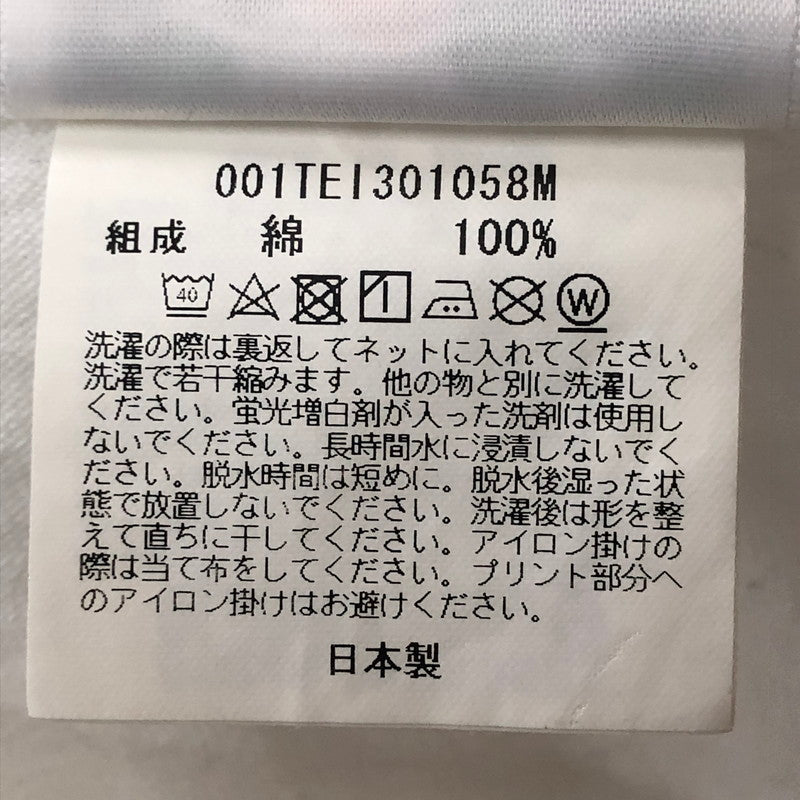 001TEI301058M
組成 綿 100%
40 W
洗濯の際は裏返してネットに入れてください。
洗濯で若干縮みます。他の物と別に洗濯して
ください。蛍光増白剤が入った洗剤は使用し
ないでください。長時間水に浸漬しないでく
ださい。脱水時間は短めに。脱水後湿った状
態で放置しないでください。洗濯後は形を整
えて直ちに干してください。アイロン掛けの
際は当て布をしてください。プリント部分へ
のアイロン掛けはお避けください。
日本製